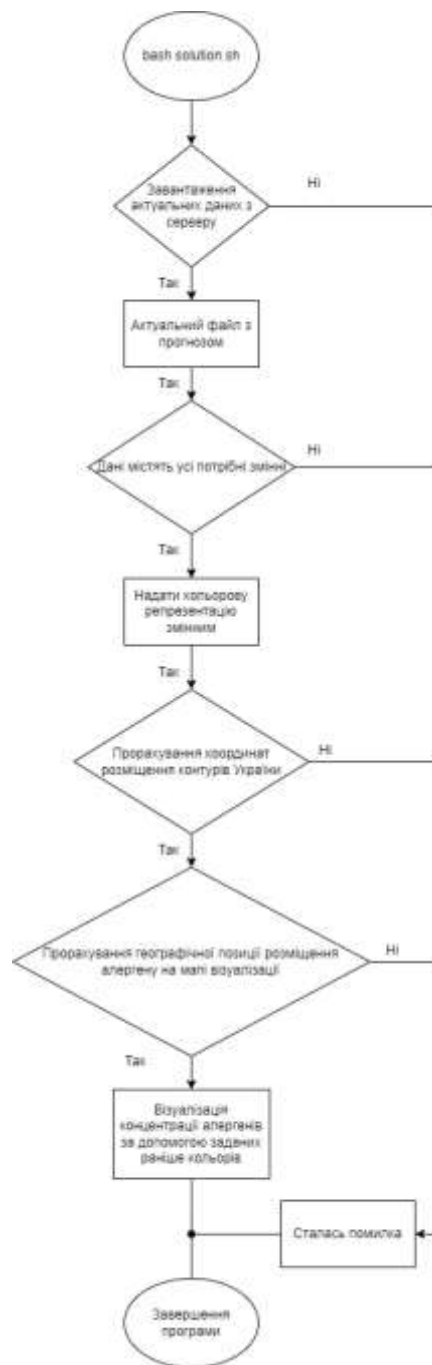 bash solution sh
Завантаження
актуальних даних з
серверу
Ні
Так
Актуальний файл з
прогнозом
Так
Дані містять усі потрібні змінні
Ні
Так
Надати кольорову
репрезентацію
змінним
Так
Прорахування координат
розміщення контурів України
Ні
Так
Прорахування географічної позиції розміщення
алергену на мапі візуалізації
Ні
Так
Візуалізація
концентрації алергенів
за допомогою заданих
раніше кольорів
Сталась помилка
Завершення
програми